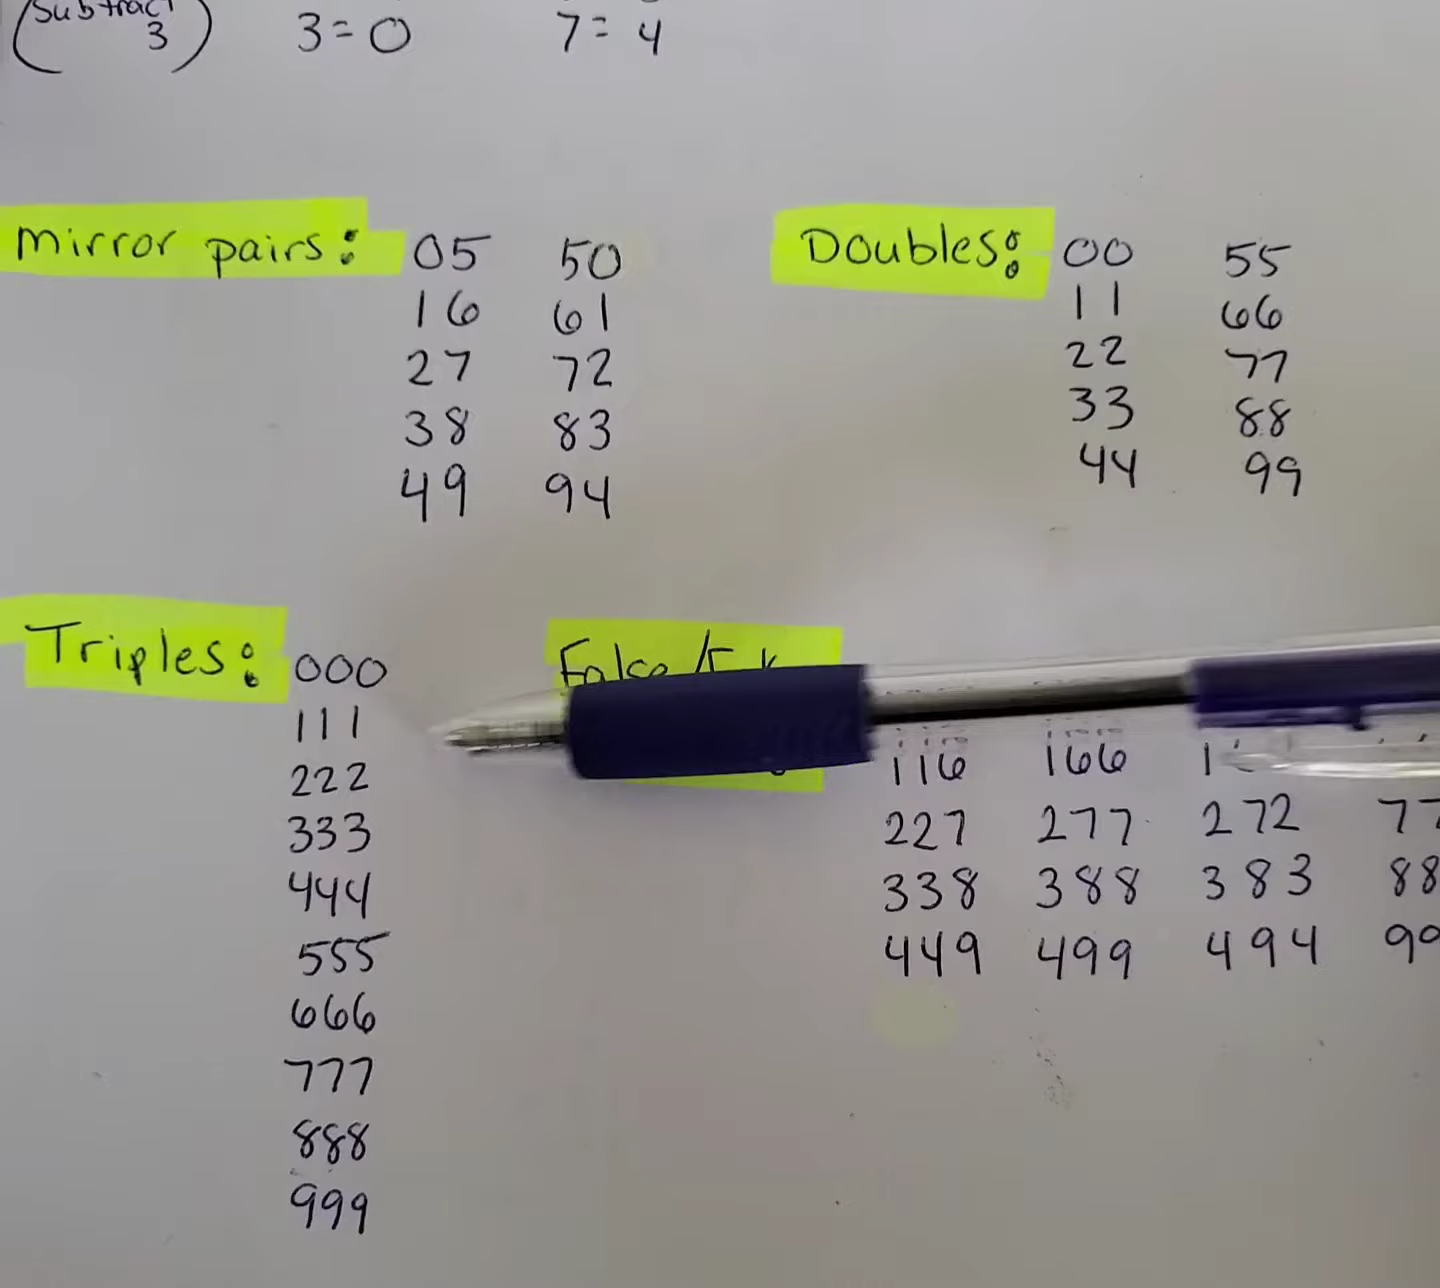 (Subtract 3) 3=0 7=4
Mirror pairs: 05 50
16 61
27 72
38 83
49 94
Doubles: 00 55
11 66
22 77
33 88
44 99
Triples: 000
111
222
333
444
555
666
777
888
999
116 166
227 277 272
338 388 383
449 499 494